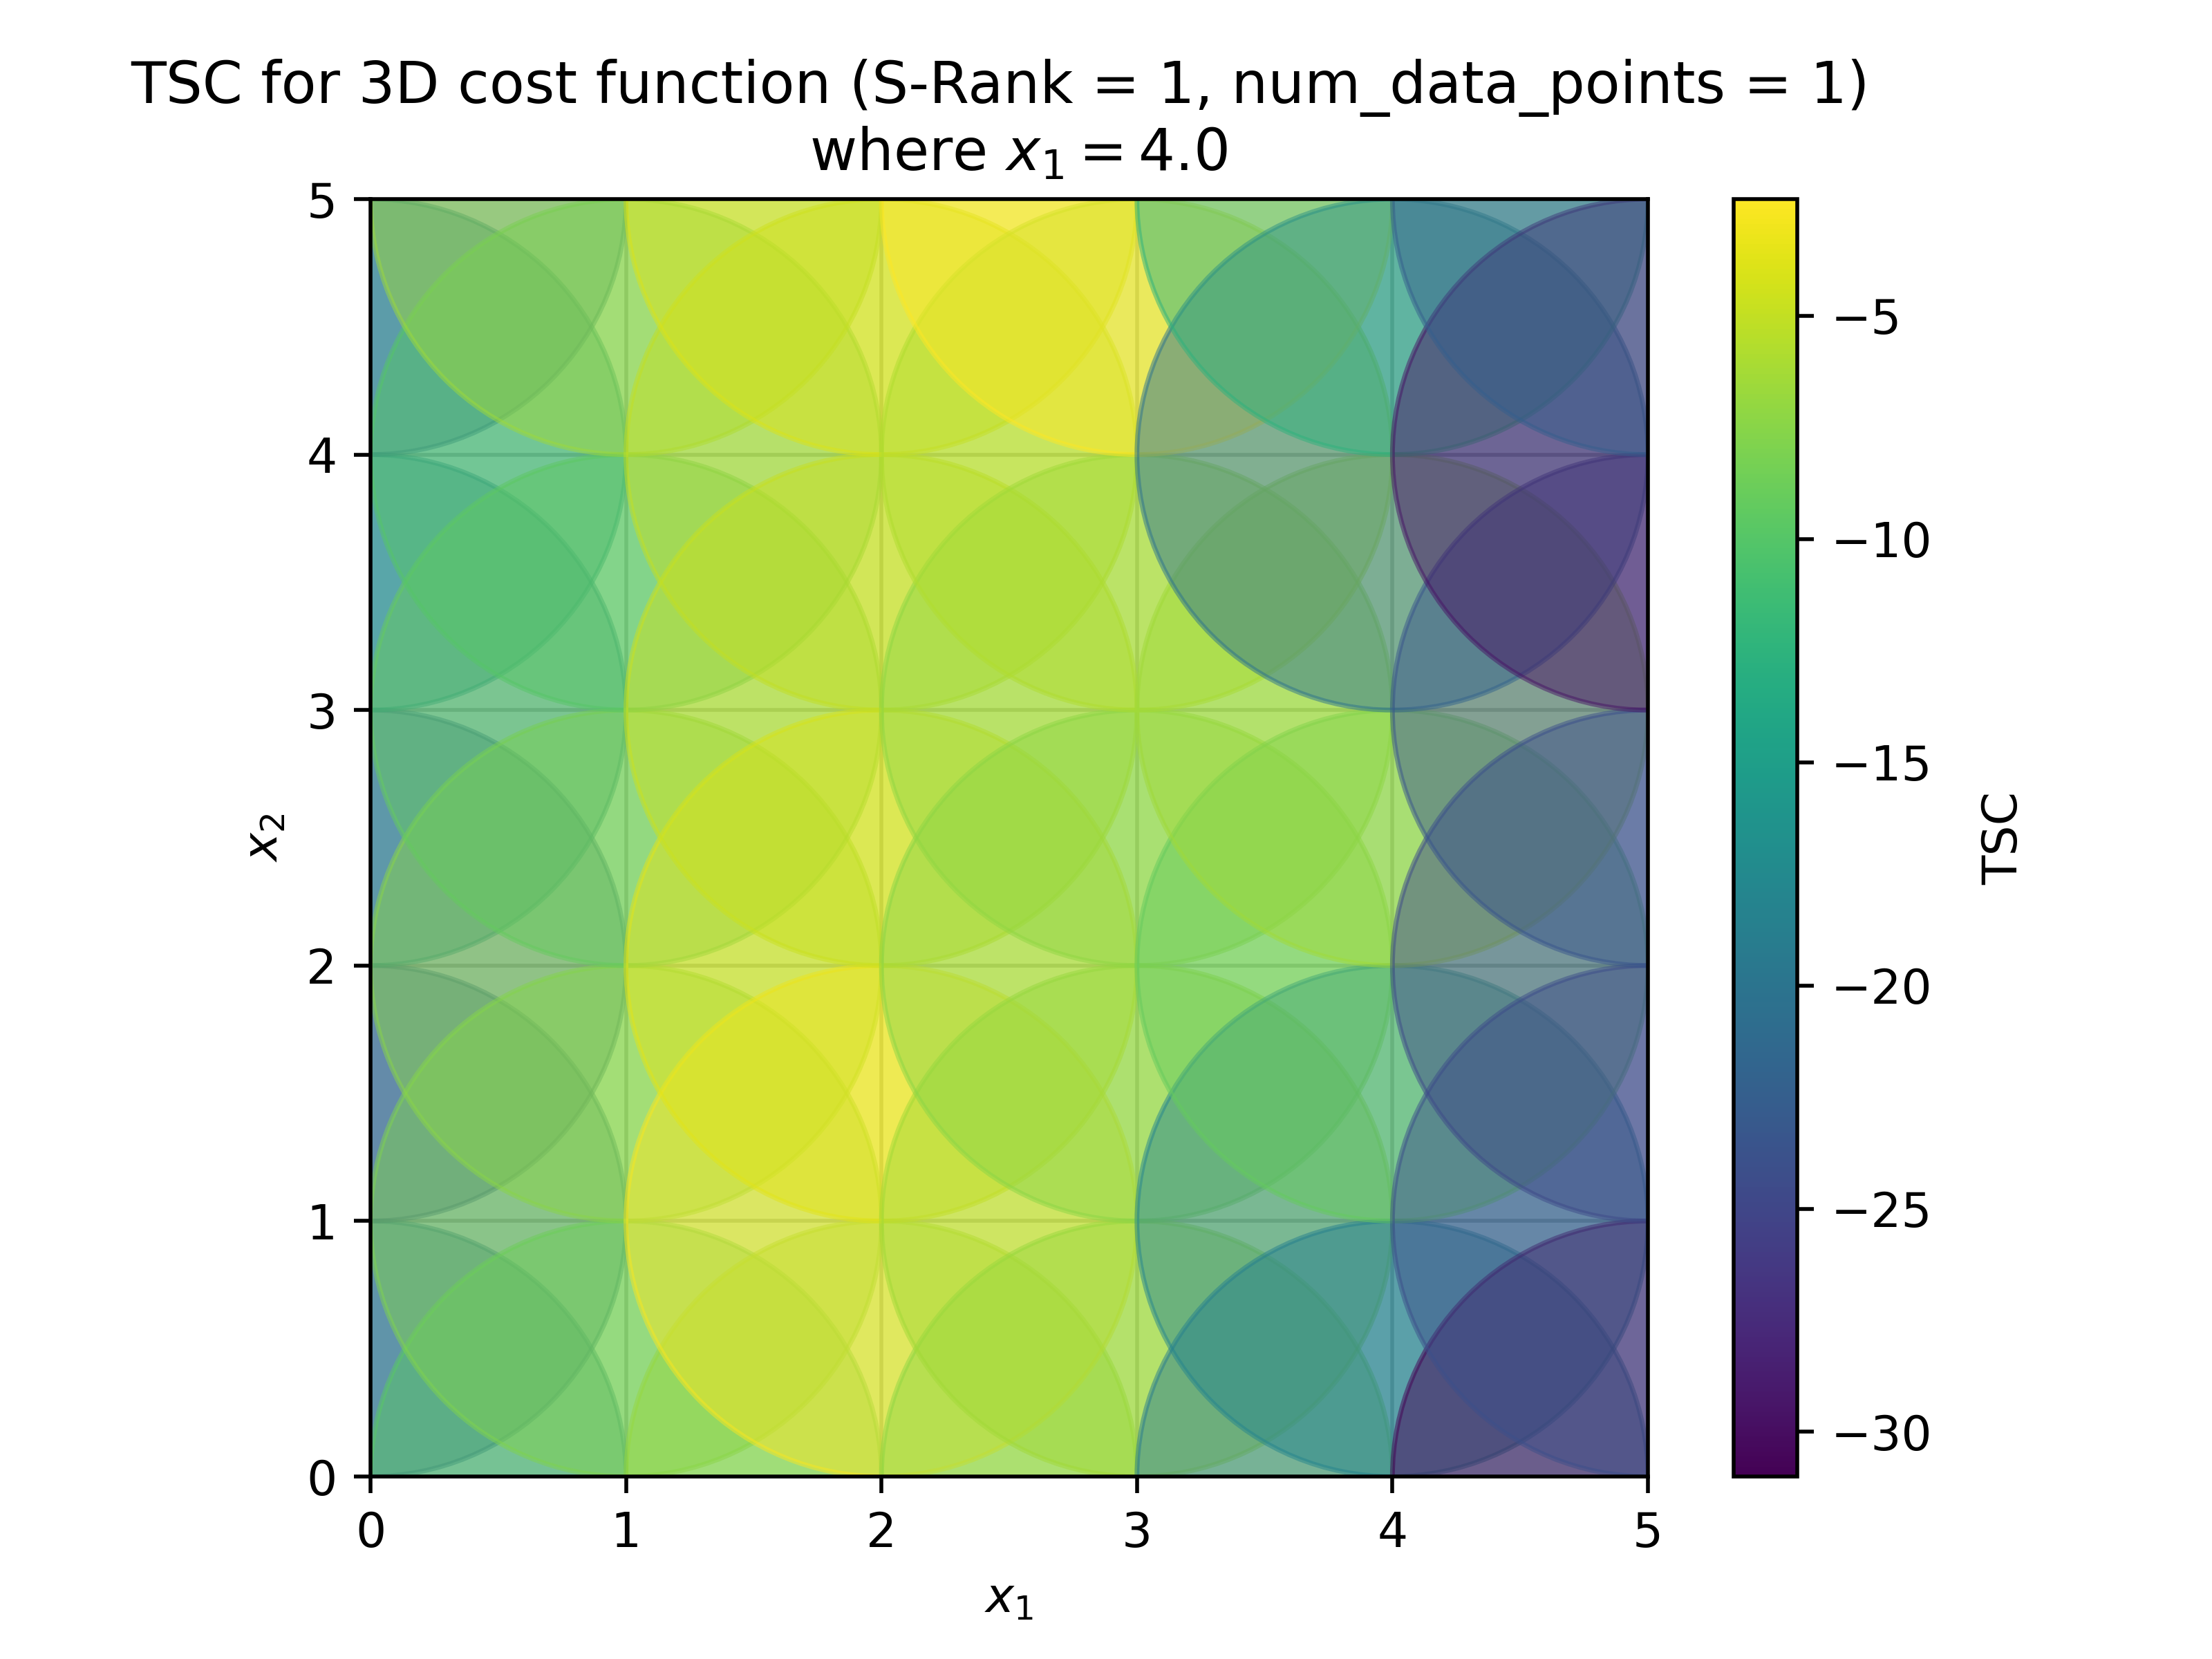 TSC for 3D cost function (S-Rank = 1, num_data_points = 1)
where x₁ = 4.0
5
4
3
2
1
0
x₂
0 1 2 3 4 5
x₁
−5
−10
−15
−20
−25
−30
TSC